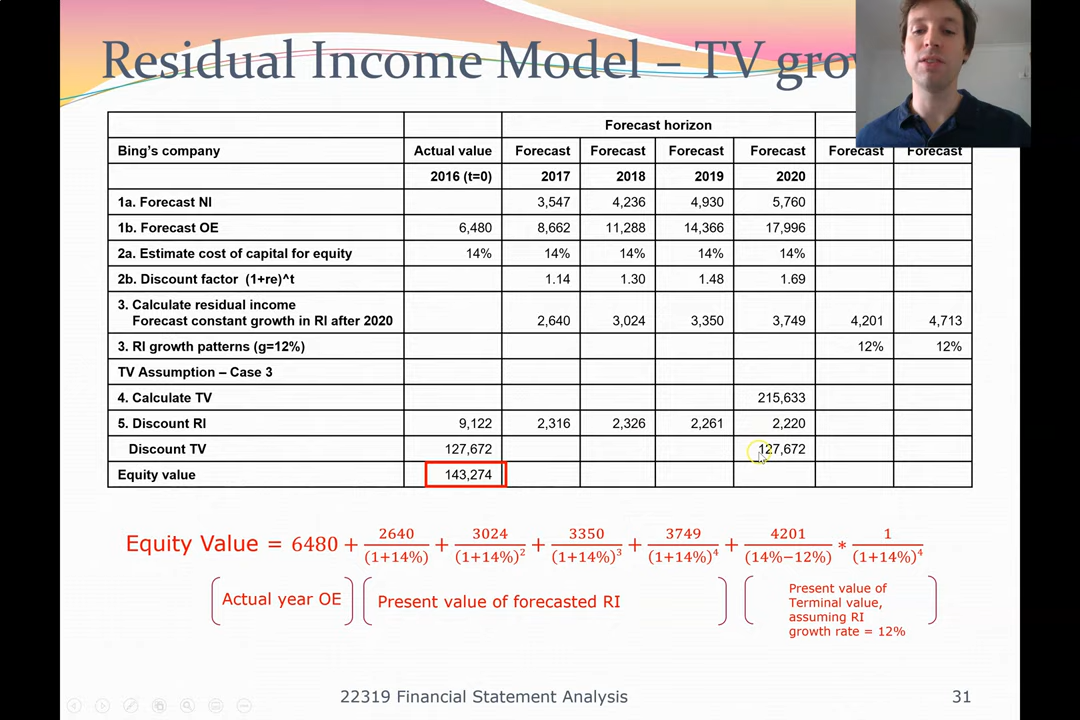 Residual Income Model – TV
Forecast horizon
Bing's company Actual value Forecast Forecast Forecast Forecast Forecast Forecast
2016 (t=0) 2017 2018 2019 2020
1a. Forecast NI 3,547 4,236 4,930 5,760
1b. Forecast OE 6,480 8,662 11,288 14,366 17,996
2a. Estimate cost of capital for equity 14% 14% 14% 14% 14%
2b. Discount factor (1+re)^t 1.14 1.30 1.48 1.69
3. Calculate residual income
Forecast constant growth in RI after 2020 2,640 3,024 3,350 3,749 4,201 4,713
3. RI growth patterns (g=12%) 12% 12%
TV Assumption – Case 3
4. Calculate TV 215,633
5. Discount RI 9,122 2,316 2,326 2,261 2,220
Discount TV 127,672 127,672
Equity value 143,274
Equity Value = 6480 + 2640/(1+14%) + 3024/(1+14%)^2 + 3350/(1+14%)^3 + 3749/(1+14%)^4 + 4201/(14%−12%) * 1/(1+14%)^4
Actual year OE
Present value of forecasted RI
Present value of
Terminal value,
assuming RI
growth rate = 12%
22319 Financial Statement Analysis 31